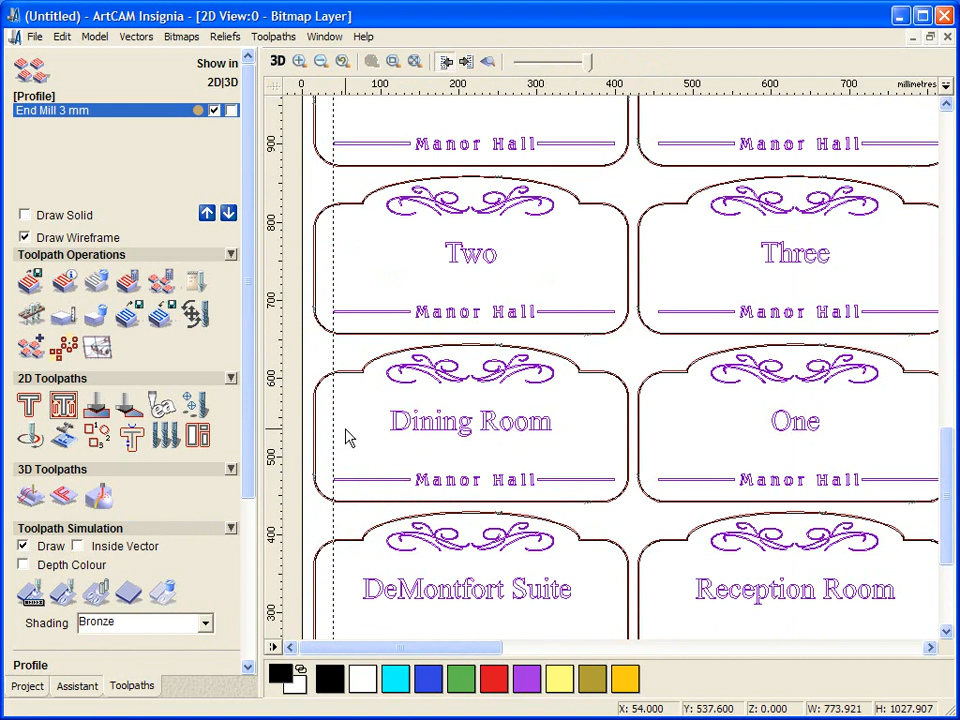 (Untitled) - ArtCAM Insignia - [2D View:0 - Bitmap Layer]
File Edit Model Vectors Bitmaps Reliefs Toolpaths Window Help
Show in
2D|3D
[Profile]
End Mill 3 mm
Draw Solid
Draw Wireframe
Toolpath Operations
2D Toolpaths
3D Toolpaths
Toolpath Simulation
Draw Inside Vector
Depth Colour
Shading Bronze
Profile
Project Assistant Toolpaths
3D
0 100 200 300 400 500 600 700 millimetres
900
800
700
600
500
400
300
Manor Hall Manor Hall
Two Three
Manor Hall Manor Hall
Dining Room One
Manor Hall Manor Hall
DeMontfort Suite Reception Room
X: 54.000 Y: 537.600 Z: 0.000 W: 773.921 H: 1027.907